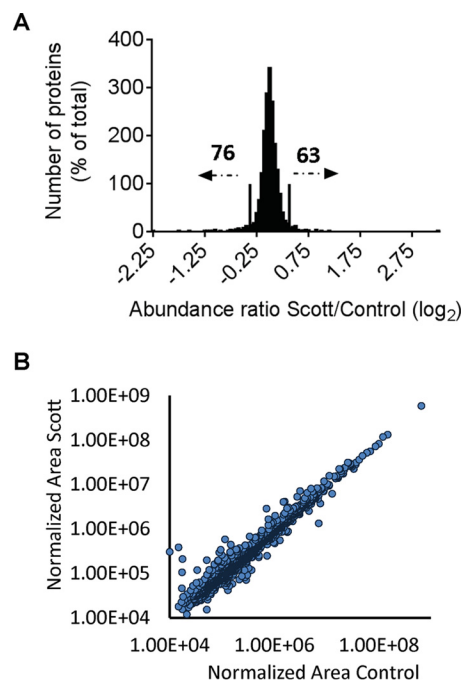 A
Number of proteins
(% of total)
400
300
200
100
0
76
63
-2.25
-1.25
-0.25
0.75
1.75
2.75
Abundance ratio Scott/Control (log2)
B
Normalized Area Scott
1.00E+09
1.00E+08
1.00E+07
1.00E+06
1.00E+05
1.00E+04
1.00E+04
1.00E+06
1.00E+08
Normalized Area Control